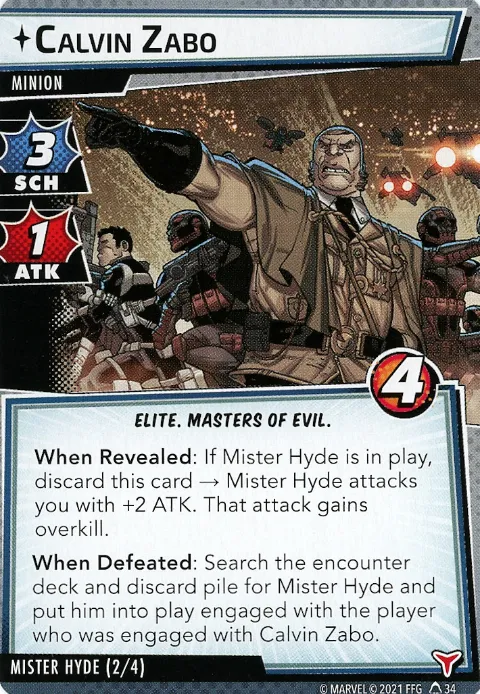 Calvin Zabo
MINION
3
SCH
1
ATK
4
ELITE. MASTERS OF EVIL.
When Revealed: If Mister Hyde is in play,
discard this card → Mister Hyde attacks
you with +2 ATK. That attack gains
overkill.
When Defeated: Search the encounter
deck and discard pile for Mister Hyde and
put him into play engaged with the player
who was engaged with Calvin Zabo.
MISTER HYDE (2/4)
© MARVEL © 2021 FFG 34